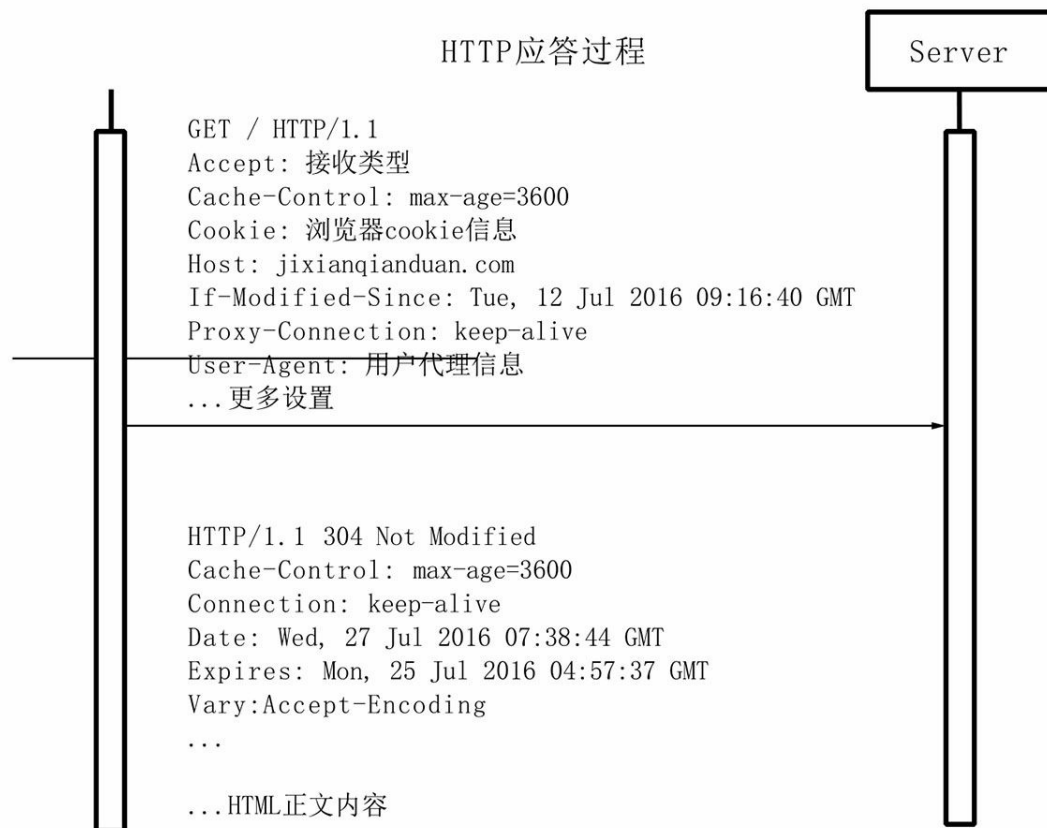 HTTP应答过程
Server
GET / HTTP/1.1
Accept: 接收类型
Cache-Control: max-age=3600
Cookie: 浏览器cookie信息
Host: jixianqianduan.com
If-Modified-Since: Tue, 12 Jul 2016 09:16:40 GMT
Proxy-Connection: keep-alive
User-Agent: 用户代理信息
...更多设置
HTTP/1.1 304 Not Modified
Cache-Control: max-age=3600
Connection: keep-alive
Date: Wed, 27 Jul 2016 07:38:44 GMT
Expires: Mon, 25 Jul 2016 04:57:37 GMT
Vary:Accept-Encoding
...
...HTML正文内容